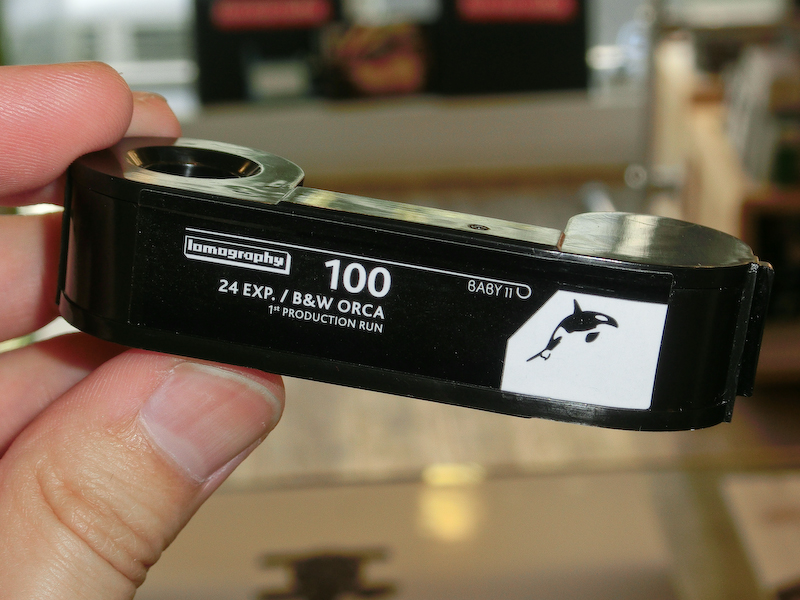 lomography
100
BABY 110
24 EXP. / B&W ORCA
1st PRODUCTION RUN